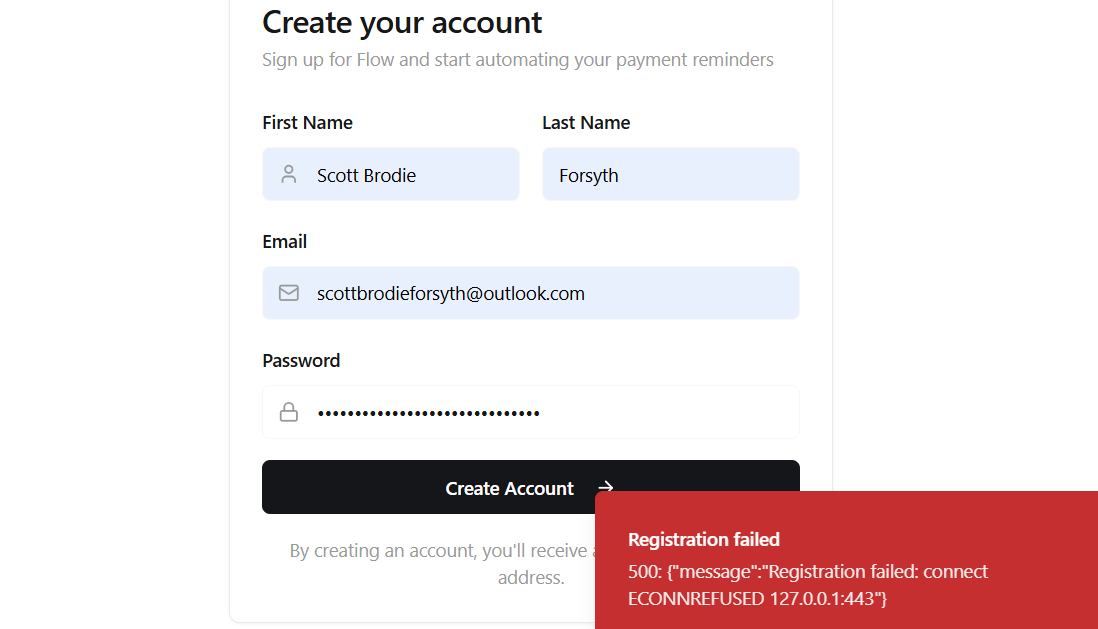 Create your account
Sign up for Flow and start automating your payment reminders
First Name
Last Name
Scott Brodie
Forsyth
Email
scottbrodieforsyth@outlook.com
Password
••••••••••••••••••••••••••••••
Create Account →
By creating an account, you'll receive
address.
Registration failed
500: {"message":"Registration failed: connect
ECONNREFUSED 127.0.0.1:443"}